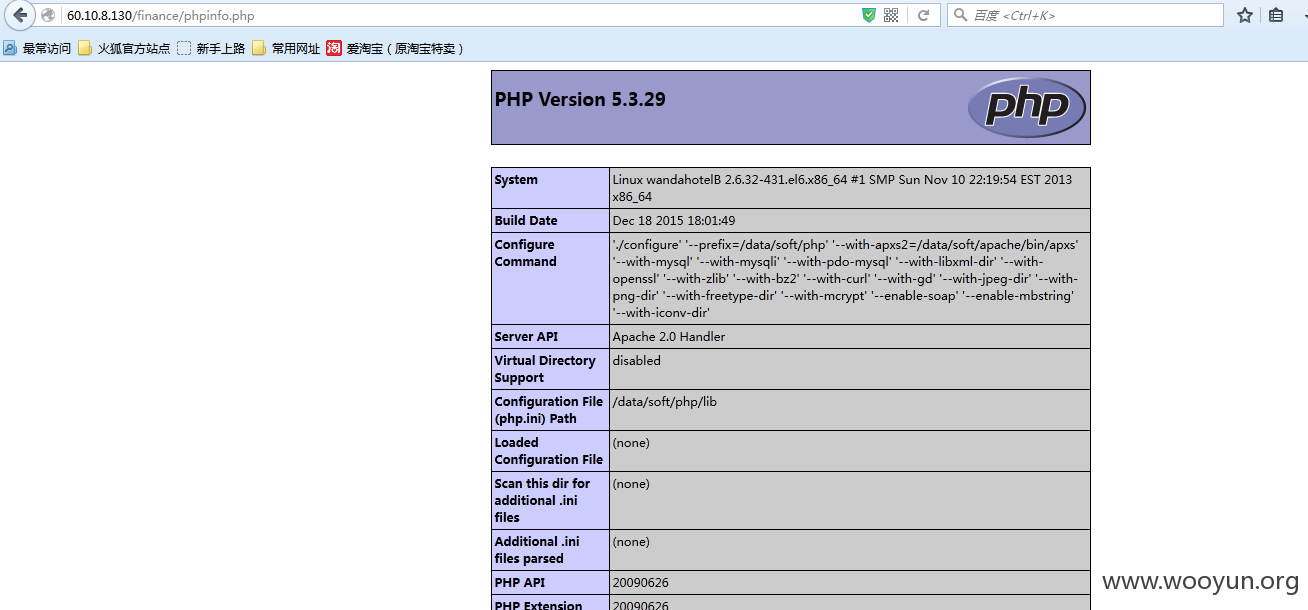 60.10.8.130/finance/phpinfo.php
百度 <Ctrl+K>
最常访问 火狐官方站点 新手上路 常用网址 淘 爱淘宝（原淘宝特卖）
PHP Version 5.3.29
php
System
Linux wandahotelB 2.6.32-431.el6.x86_64 #1 SMP Sun Nov 10 22:19:54 EST 2013
x86_64
Build Date
Dec 18 2015 18:01:49
Configure
Command
'./configure' '--prefix=/data/soft/php' '--with-apxs2=/data/soft/apache/bin/apxs'
'--with-mysql' '--with-mysqli' '--with-pdo-mysql' '--with-libxml-dir' '--with-
openssl' '--with-zlib' '--with-bz2' '--with-curl' '--with-gd' '--with-jpeg-dir' '--with-
png-dir' '--with-freetype-dir' '--with-mcrypt' '--enable-soap' '--enable-mbstring'
'--with-iconv-dir'
Server API
Apache 2.0 Handler
Virtual Directory
Support
disabled
Configuration File
(php.ini) Path
/data/soft/php/lib
Loaded
Configuration File
(none)
Scan this dir for
additional .ini
files
(none)
Additional .ini
files parsed
(none)
PHP API
20090626
PHP Extension
20090626
www.wooyun.org